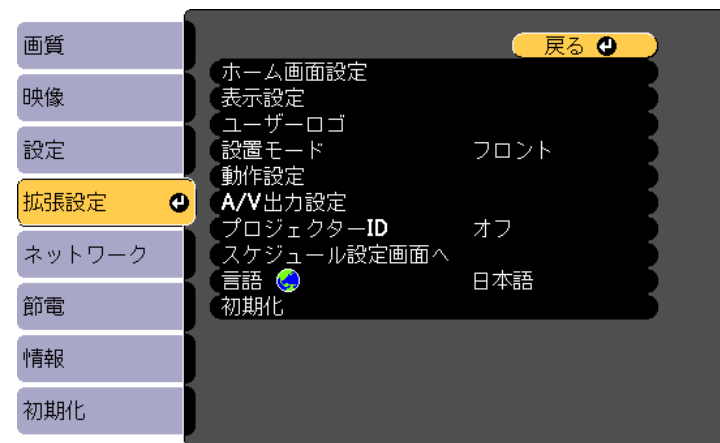 画質
映像
設定
拡張設定
ネットワーク
節電
情報
初期化
戻る
ホーム画面設定
表示設定
ユーザーロゴ
設置モード フロント
動作設定
A/V出力設定
プロジェクターID オフ
スケジュール設定画面へ
言語 日本語
初期化